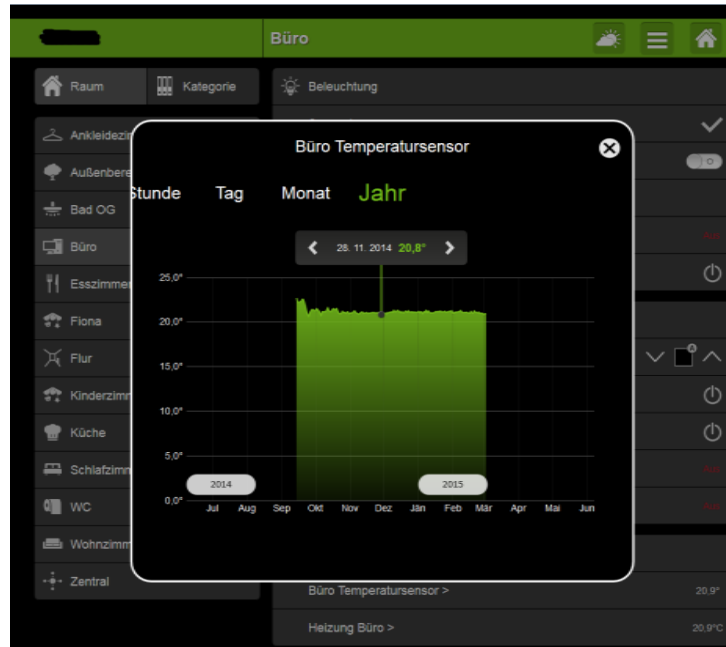 Büro
Raum
Kategorie
Beleuchtung
Ankleidezi
Außenbere
Bad OG
Büro
Esszimmer
Fiona
Flur
Kinderzimm
Küche
Schlafzimm
WC
Wohnzimm
Zentral
Büro Temperatursensor
Stunde Tag Monat Jahr
28. 11. 2014 20,8°
25,0°
20,0°
15,0°
10,0°
5,0°
0,0°
2014 2015
Jul Aug Sep Okt Nov Dez Jän Feb Mär Apr Mai Jun
Büro Temperatursensor > 20,9°
Heizung Büro > 20,9°C